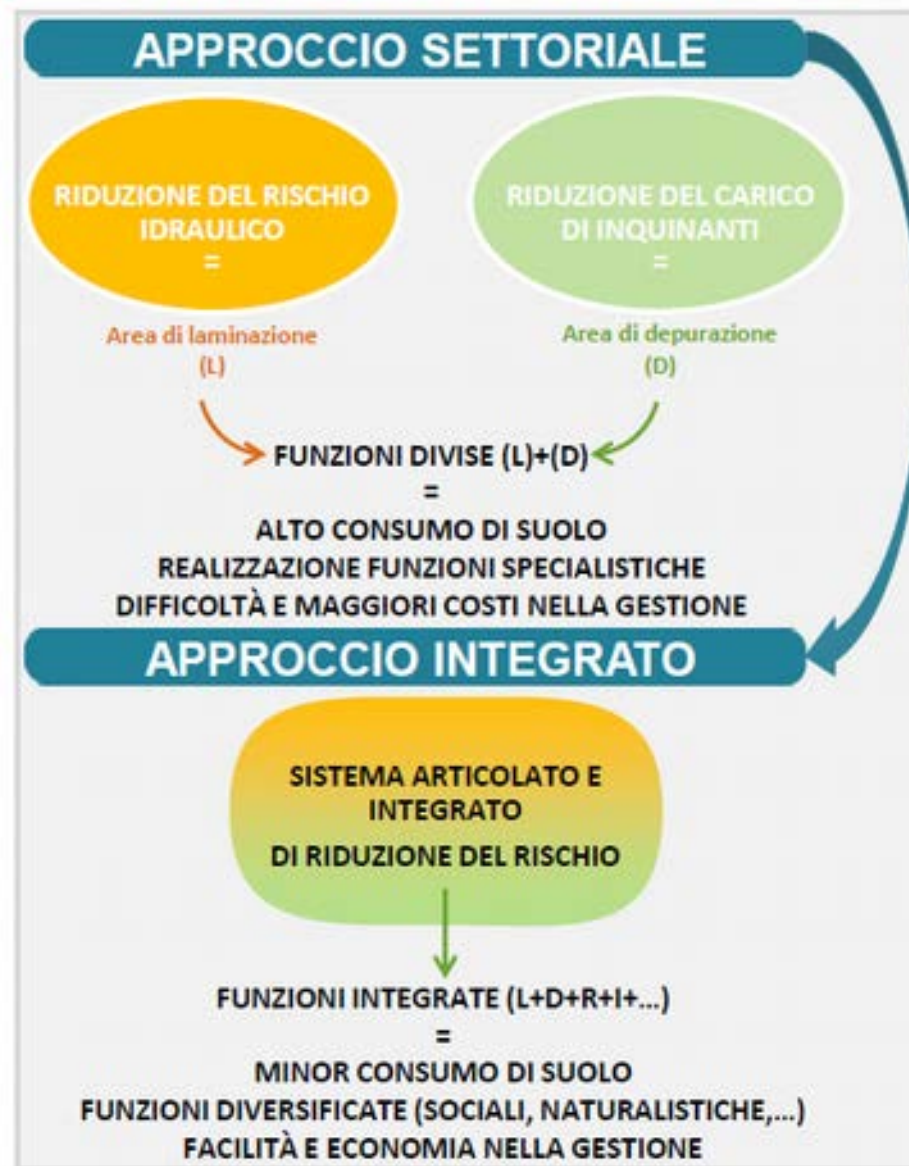 APPROCCIO SETTORIALE
RIDUZIONE DEL RISCHIO
IDRAULICO
=
RIDUZIONE DEL CARICO
DI INQUINANTI
=
Area di laminazione
(L)
Area di depurazione
(D)
FUNZIONI DIVISE (L)+(D)
=
ALTO CONSUMO DI SUOLO
REALIZZAZIONE FUNZIONI SPECIALISTICHE
DIFFICOLTÀ E MAGGIORI COSTI NELLA GESTIONE
APPROCCIO INTEGRATO
SISTEMA ARTICOLATO E
INTEGRATO
DI RIDUZIONE DEL RISCHIO
FUNZIONI INTEGRATE (L+D+R+I+...)
=
MINOR CONSUMO DI SUOLO
FUNZIONI DIVERSIFICATE (SOCIALI, NATURALISTICHE,...)
FACILITÀ E ECONOMIA NELLA GESTIONE